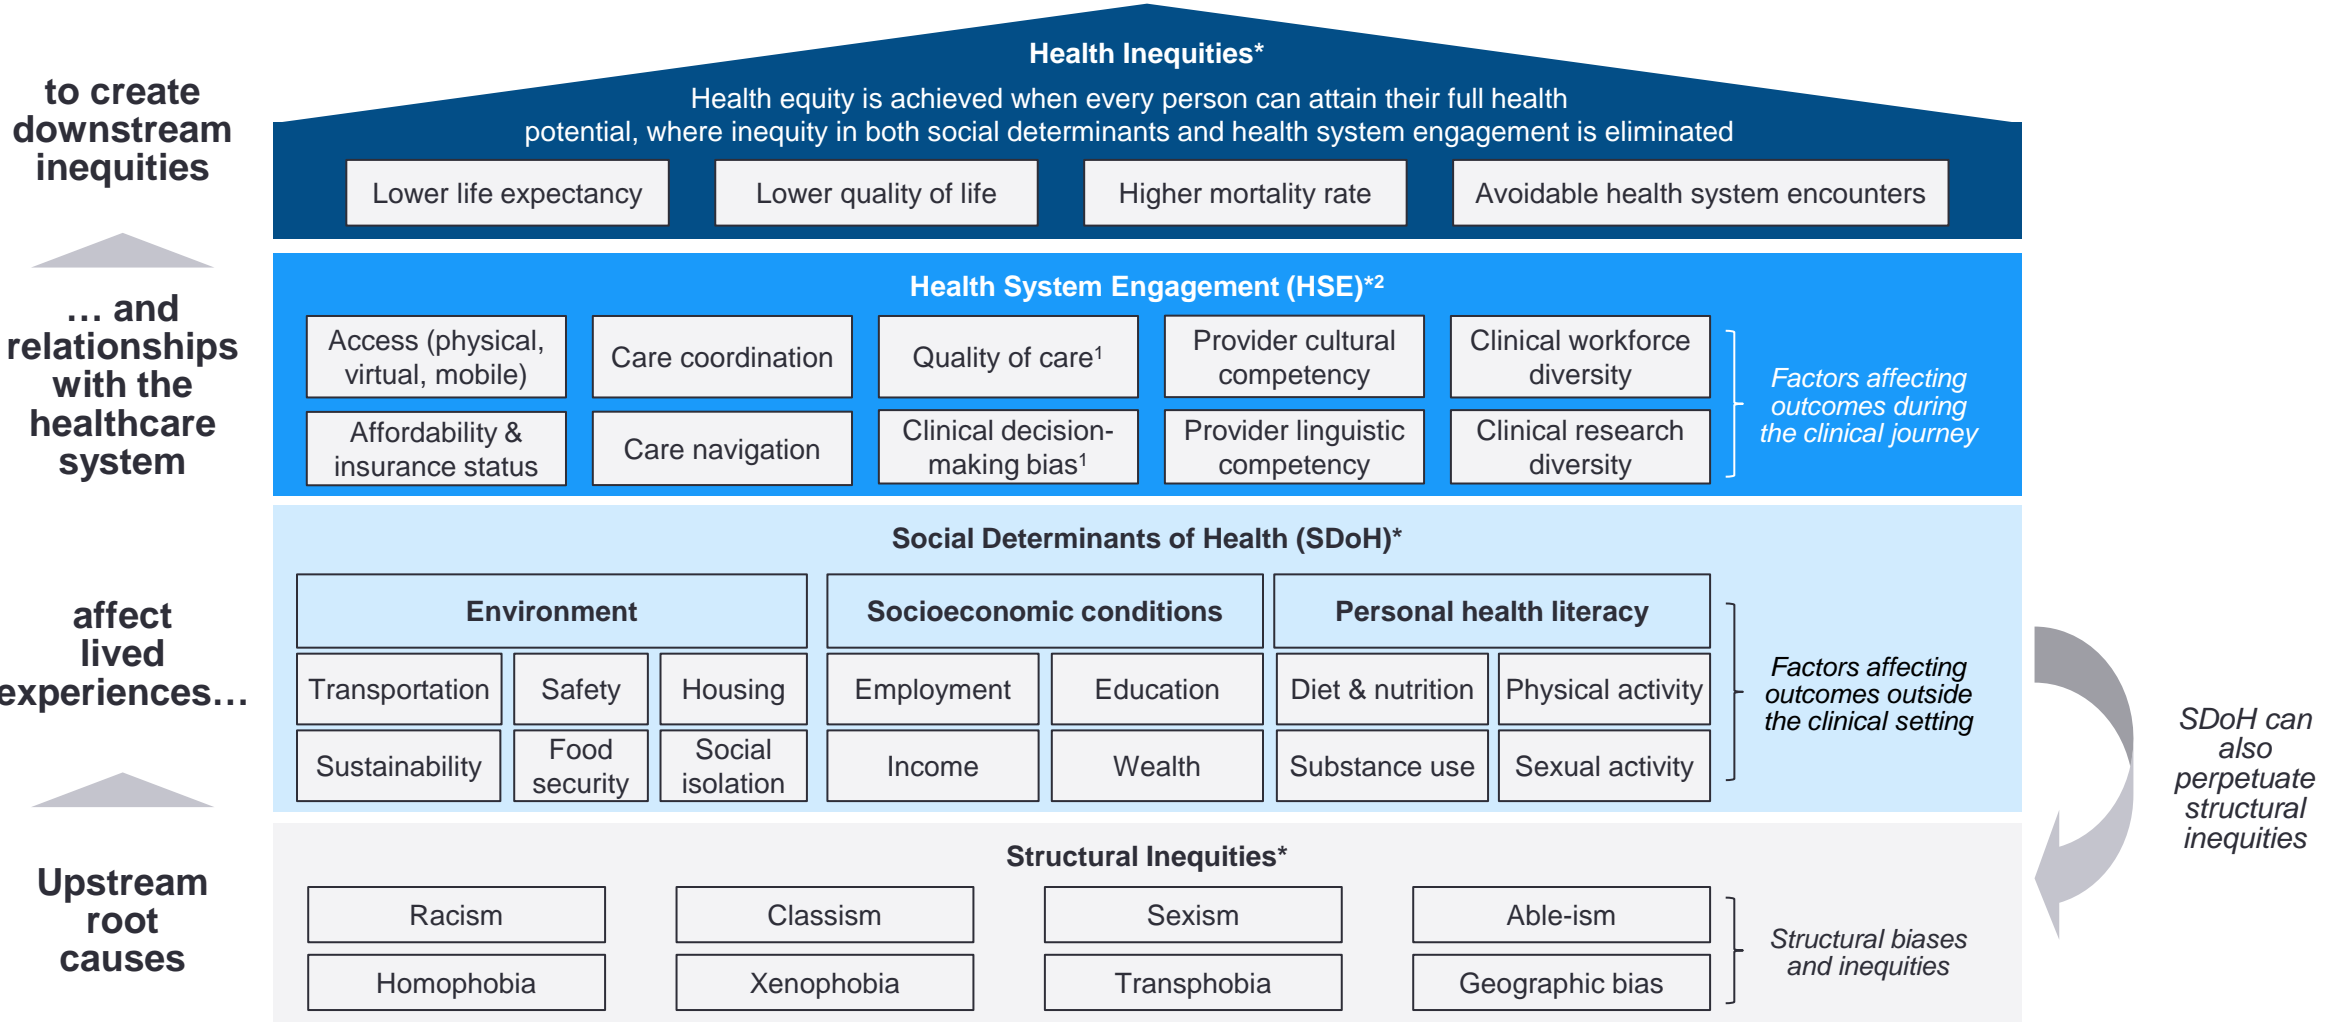 Health Inequities*
Health equity is achieved when every person can attain their full health
potential, where inequity in both social determinants and health system engagement is eliminated
Lower life expectancy
Lower quality of life
Higher mortality rate
Avoidable health system encounters
to create
downstream
inequities
Health System Engagement (HSE)*2
Access (physical,
virtual, mobile)
Care coordination
Quality of care1
Provider cultural
competency
Clinical workforce
diversity
Affordability &
insurance status
Care navigation
Clinical decision-
making bias1
Provider linguistic
competency
Clinical research
diversity
Factors affecting
outcomes during
the clinical journey
… and
relationships
with the
healthcare
system
Social Determinants of Health (SDoH)*
Environment
Socioeconomic conditions
Personal health literacy
Transportation
Safety
Housing
Employment
Education
Diet & nutrition
Physical activity
Sustainability
Food
security
Social
isolation
Income
Wealth
Substance use
Sexual activity
Factors affecting
outcomes outside
the clinical setting
affect
lived
experiences…
SDoH can
also
perpetuate
structural
inequities
Structural Inequities*
Racism
Classism
Sexism
Able-ism
Homophobia
Xenophobia
Transphobia
Geographic bias
Structural biases
and inequities
Upstream
root
causes